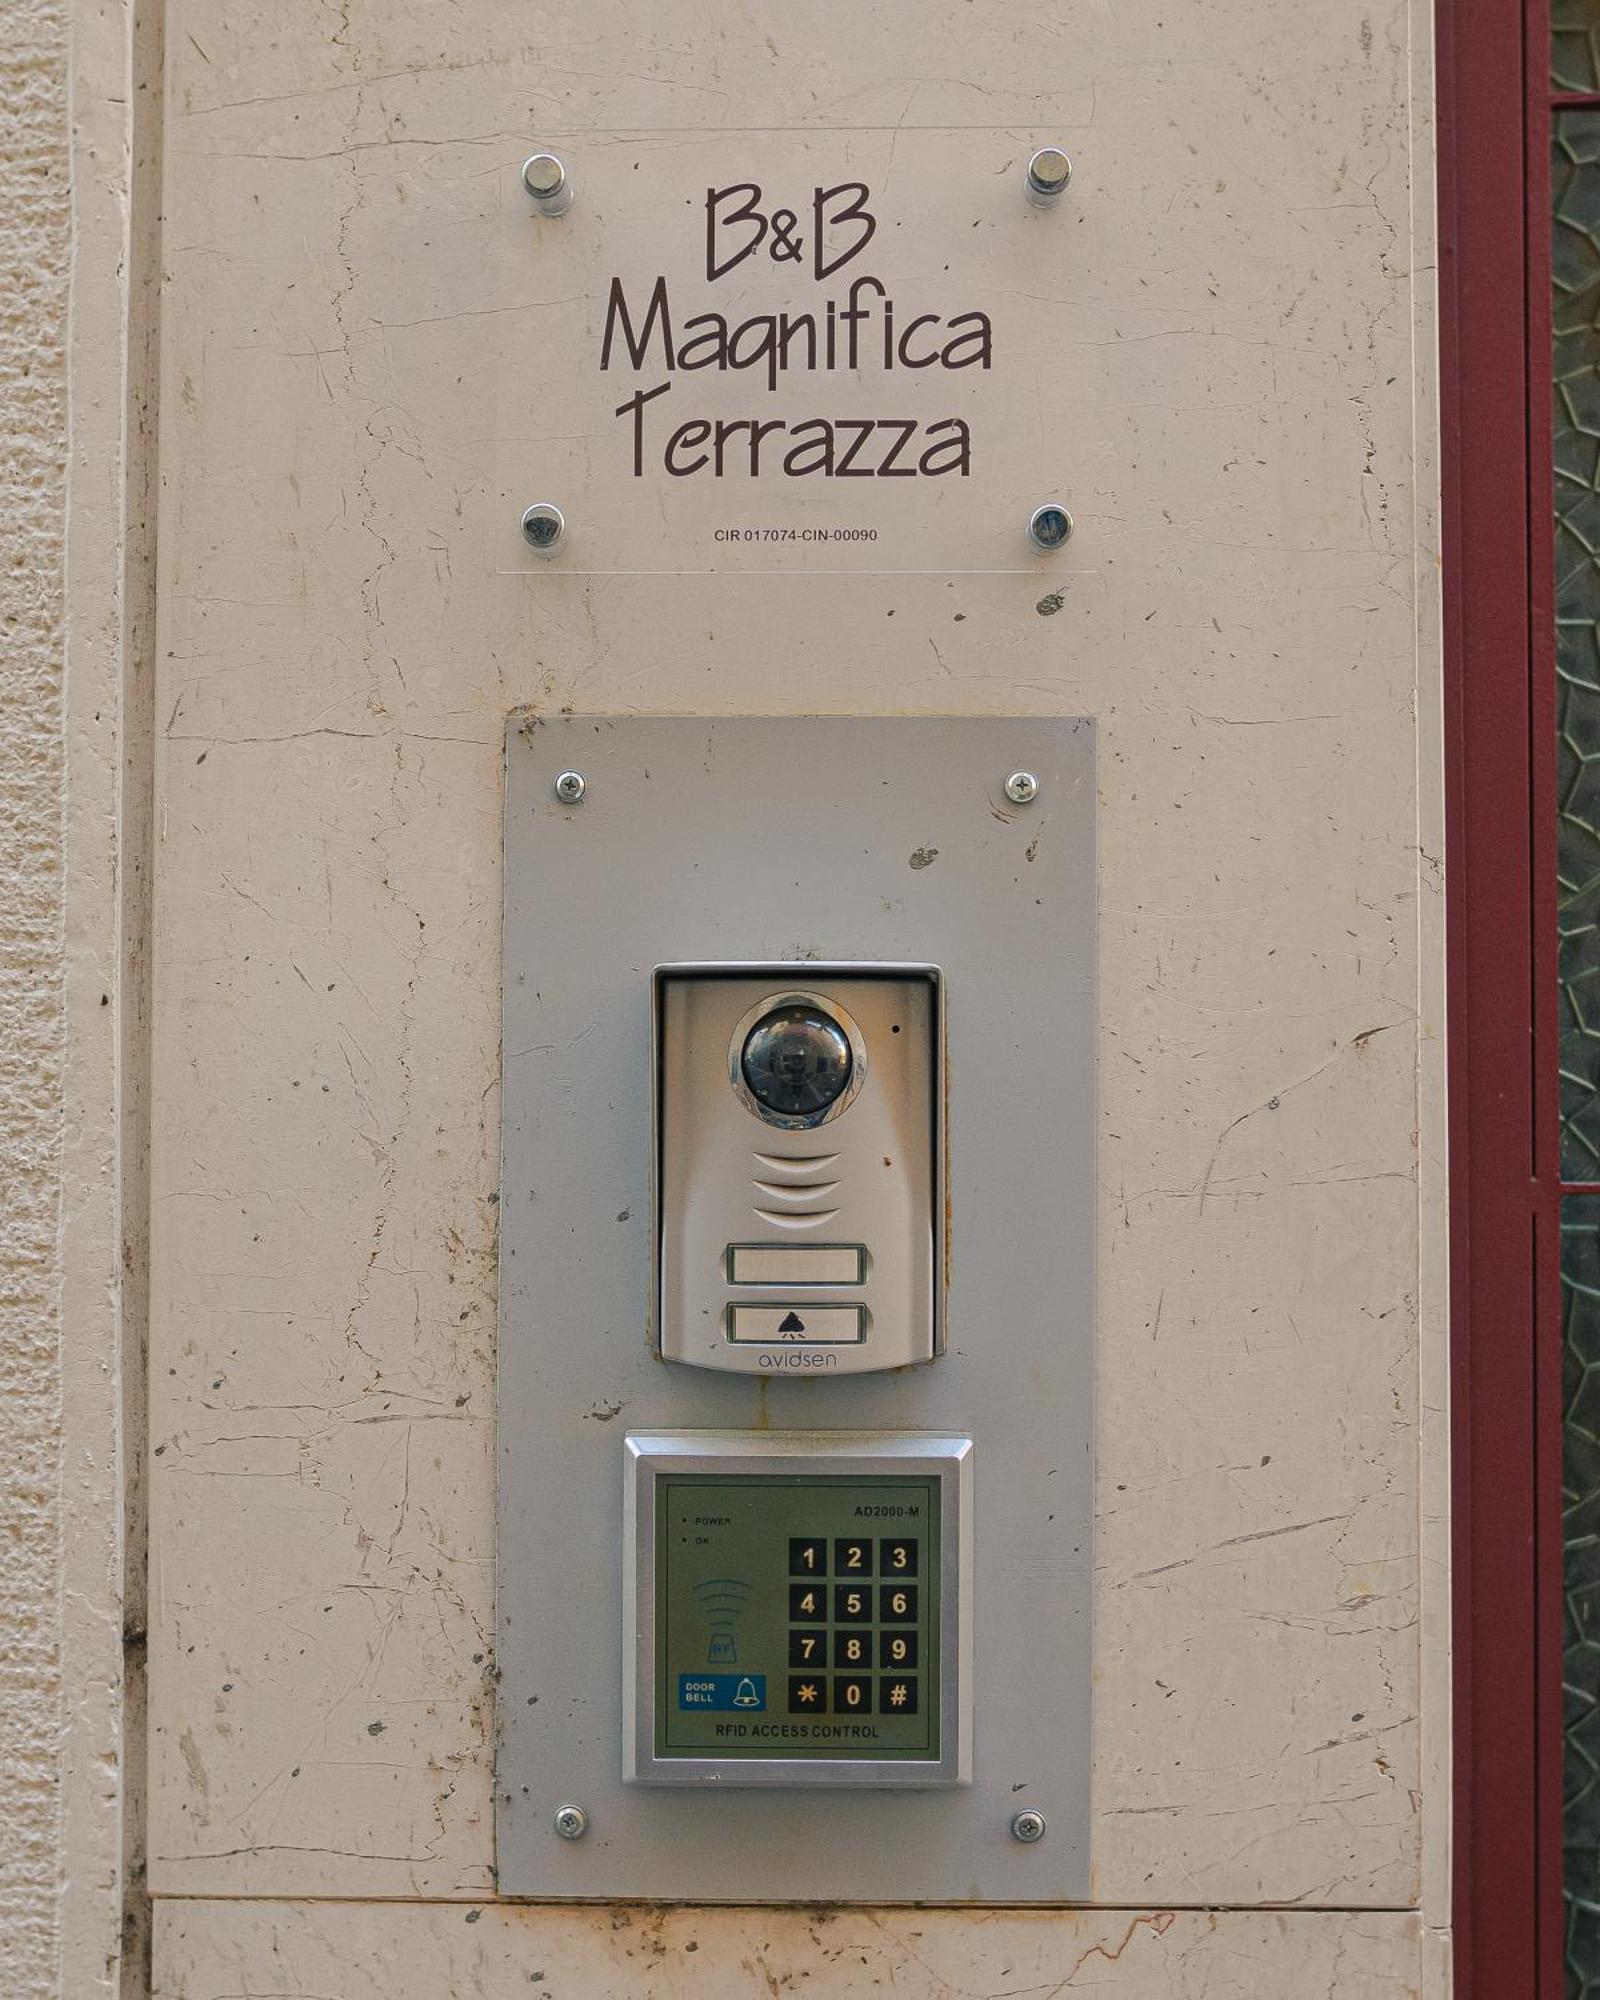 B&B
Magnifica
Terrazza
CIR 017074-CIN-00090
avidsen
AD2000-M
POWER
OK
1 2 3
4 5 6
7 8 9
* 0 #
RF
DOOR
BELL
RFID ACCESS CONTROL